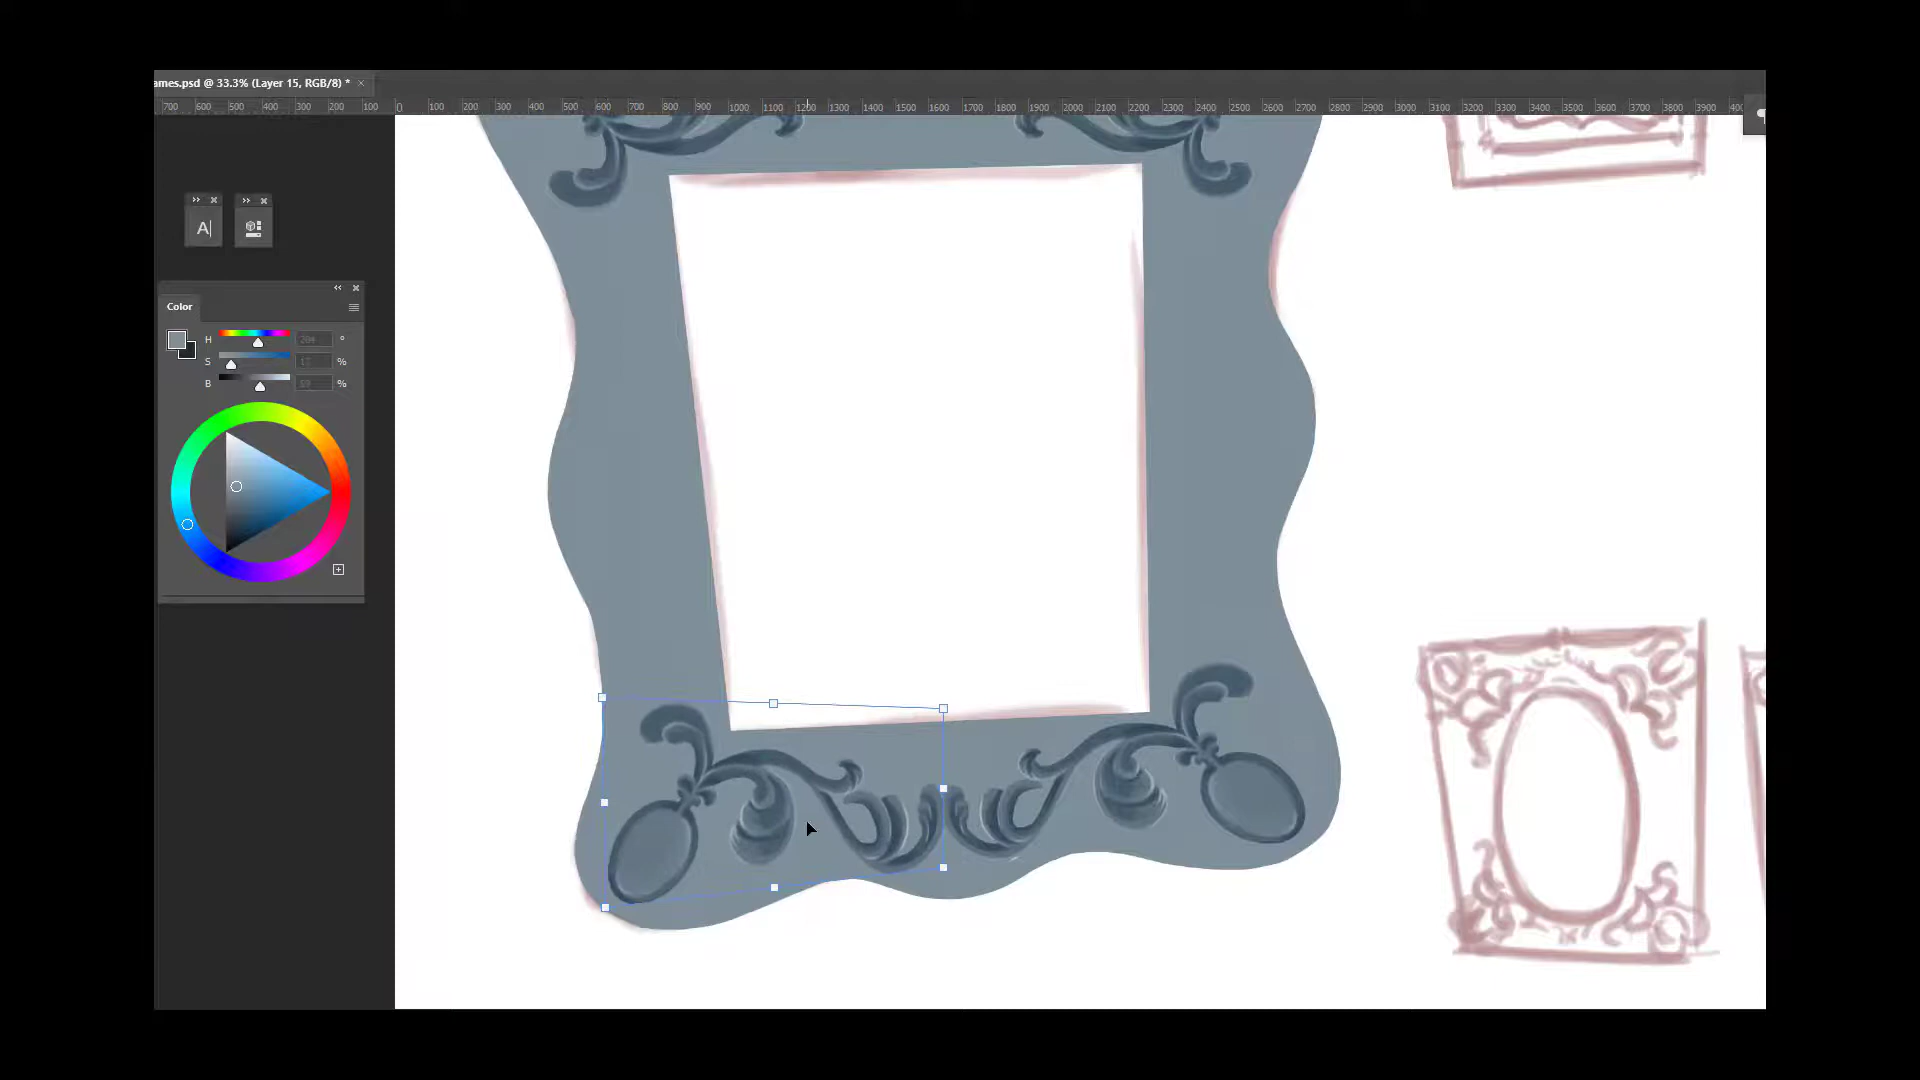 ames.psd @ 33.3% (Layer 15, RGB/8) *
700 600 500 400 300 200 100 0 100 200 300 400 500 600 700 800 900 1000 1100 1200 1300 1400 1500 1600 1700 1800 1900 2000 2100 2200 2300 2400 2500 2600 2700 2800 2900 3000 3100 3200 3300 3400 3500 3600 3700 3800 3900
A
Color
H 204 °
S %
B %